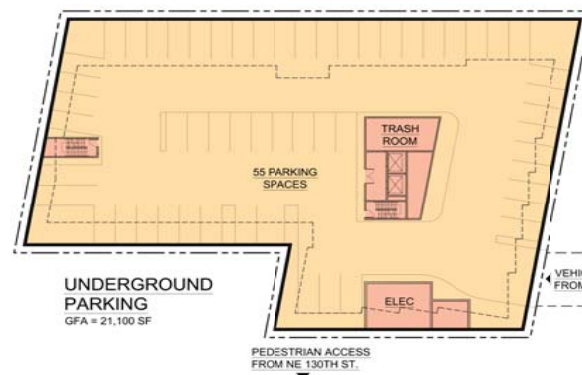 TRASH
ROOM
55 PARKING
SPACES
UNDERGROUND
PARKING
GFA = 21,100 SF
ELEC
VEHI
FROM
PEDESTRIAN ACCESS
FROM NE 130TH ST.